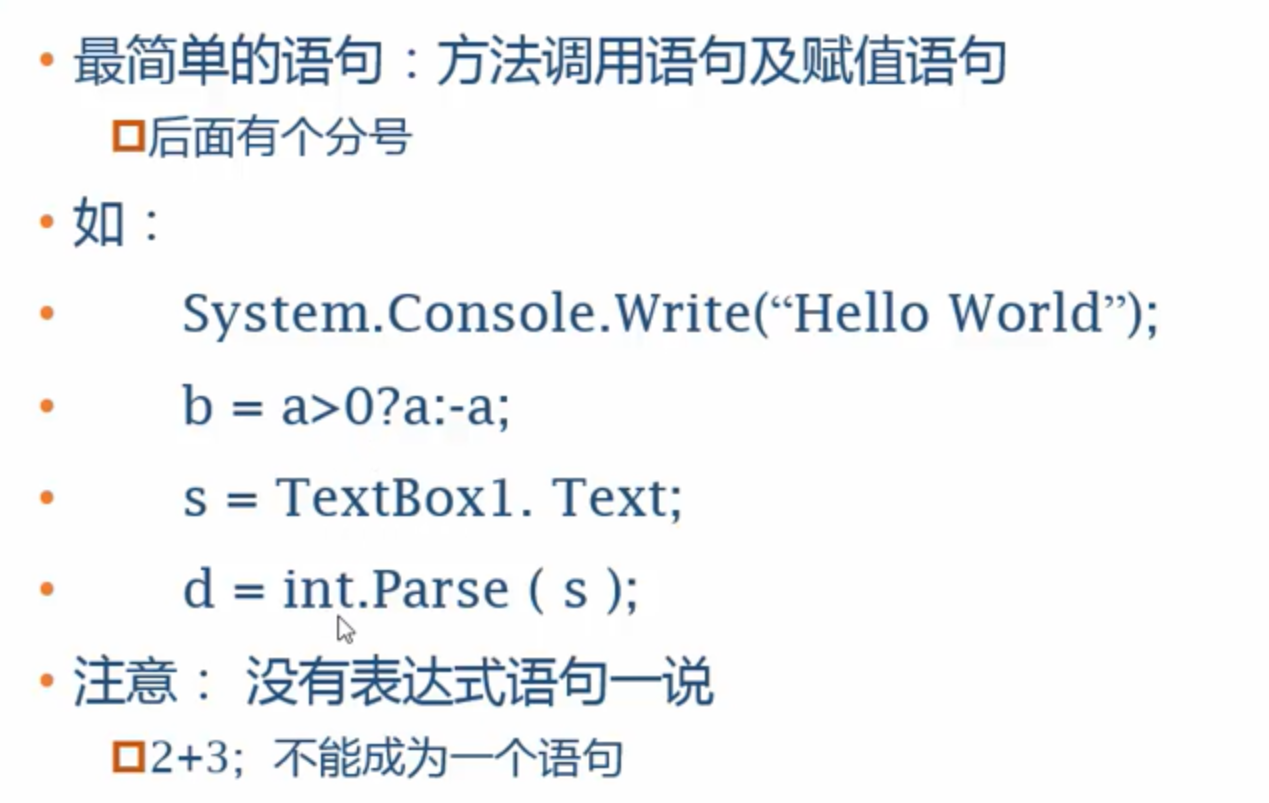 最简单的语句：方法调用语句及赋值语句
后面有个分号
如：
System.Console.Write(“Hello World”);
b = a>0?a:-a;
s = TextBox1. Text;
d = int.Parse ( s );
注意： 没有表达式语句一说
2+3; 不能成为一个语句